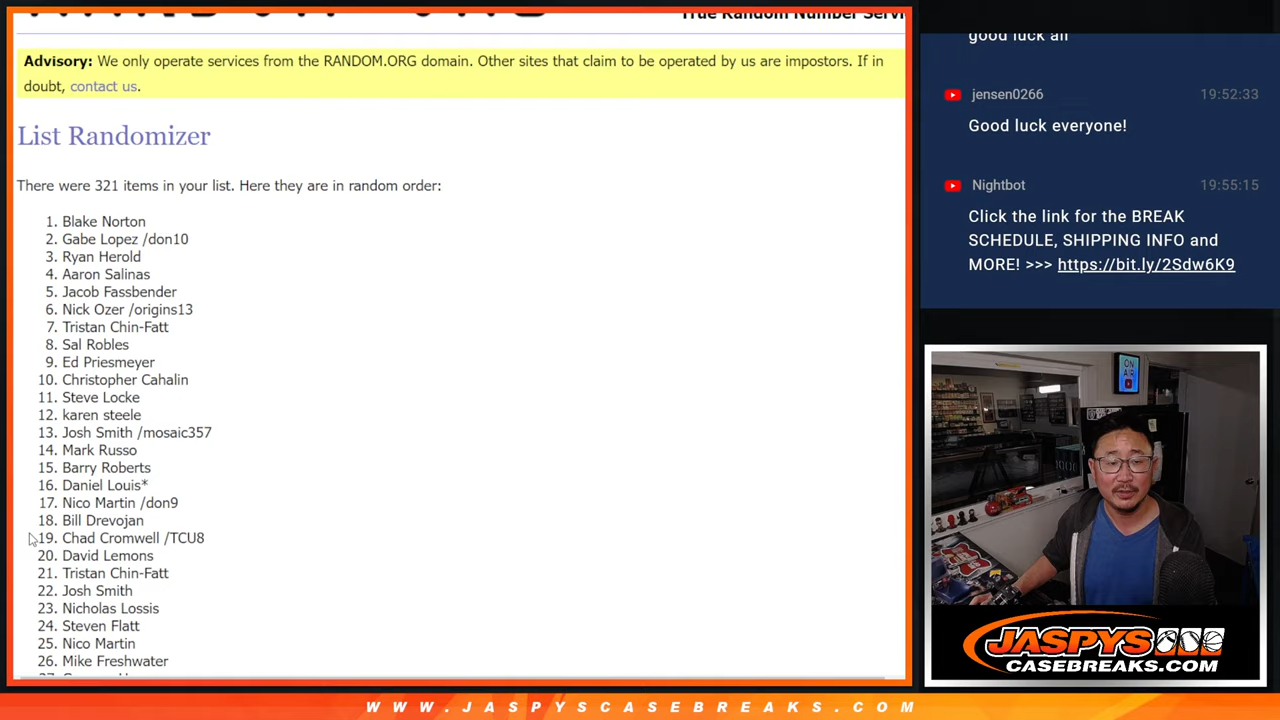 True Random Number Servi
Advisory: We only operate services from the RANDOM.ORG domain. Other sites that claim to be operated by us are impostors. If in
doubt, contact us.
List Randomizer
There were 321 items in your list. Here they are in random order:
1. Blake Norton
2. Gabe Lopez /don10
3. Ryan Herold
4. Aaron Salinas
5. Jacob Fassbender
6. Nick Ozer /origins13
7. Tristan Chin-Fatt
8. Sal Robles
9. Ed Priesmeyer
10. Christopher Cahalin
11. Steve Locke
12. karen steele
13. Josh Smith /mosaic357
14. Mark Russo
15. Barry Roberts
16. Daniel Louis*
17. Nico Martin /don9
18. Bill Drevojan
19. Chad Cromwell /TCU8
20. David Lemons
21. Tristan Chin-Fatt
22. Josh Smith
23. Nicholas Lossis
24. Steven Flatt
25. Nico Martin
26. Mike Freshwater
good luck all
jensen0266 19:52:33
Good luck everyone!
Nightbot 19:55:15
Click the link for the BREAK
SCHEDULE, SHIPPING INFO and
MORE! >>> https://bit.ly/2Sdw6K9
ON
AIR
JASPYS
CASEBREAKS.COM
WWW.JASPYSCASEBREAKS.COM